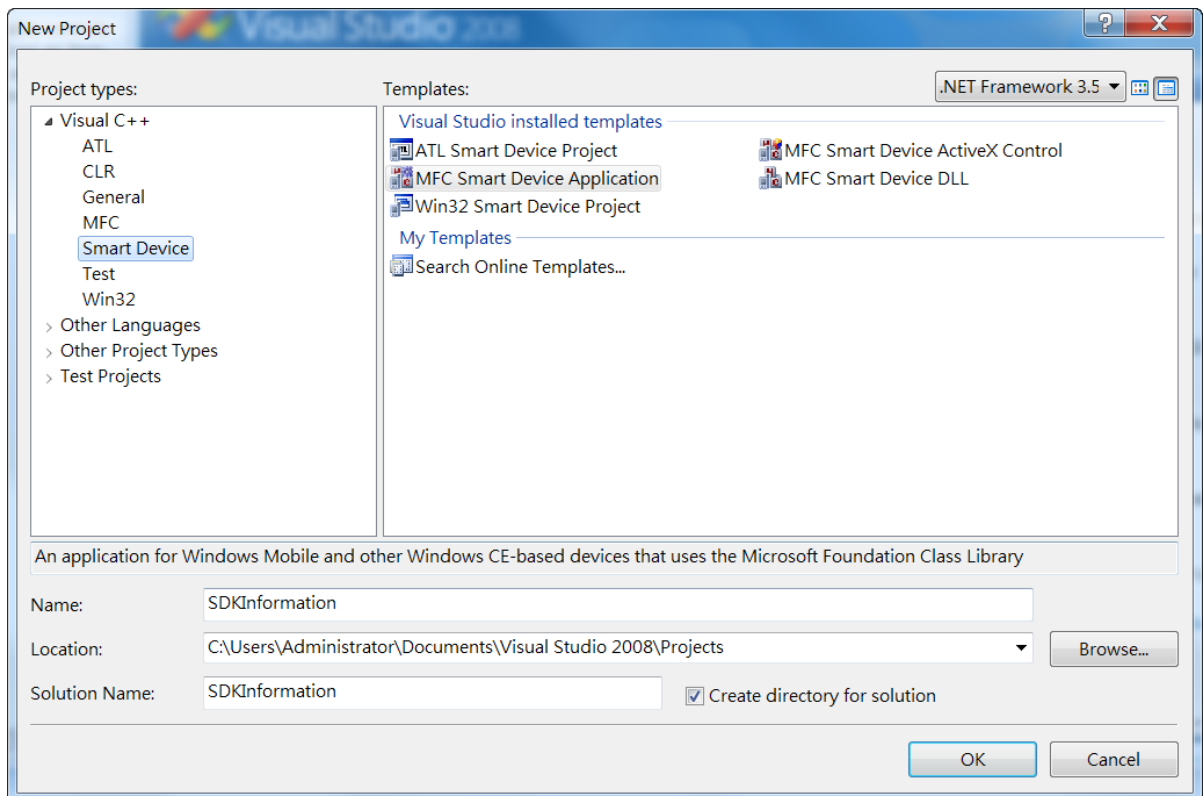 New Project
Visual Studio 2008
Project types:
Templates:
.NET Framework 3.5
Visual C++
ATL
CLR
General
MFC
Smart Device
Test
Win32
Other Languages
Other Project Types
Test Projects
Visual Studio installed templates
ATL Smart Device Project
MFC Smart Device ActiveX Control
MFC Smart Device Application
MFC Smart Device DLL
Win32 Smart Device Project
My Templates
Search Online Templates...
An application for Windows Mobile and other Windows CE-based devices that uses the Microsoft Foundation Class Library
Name:
SDKInformation
Location:
C:\Users\Administrator\Documents\Visual Studio 2008\Projects
Browse...
Solution Name:
SDKInformation
Create directory for solution
OK
Cancel